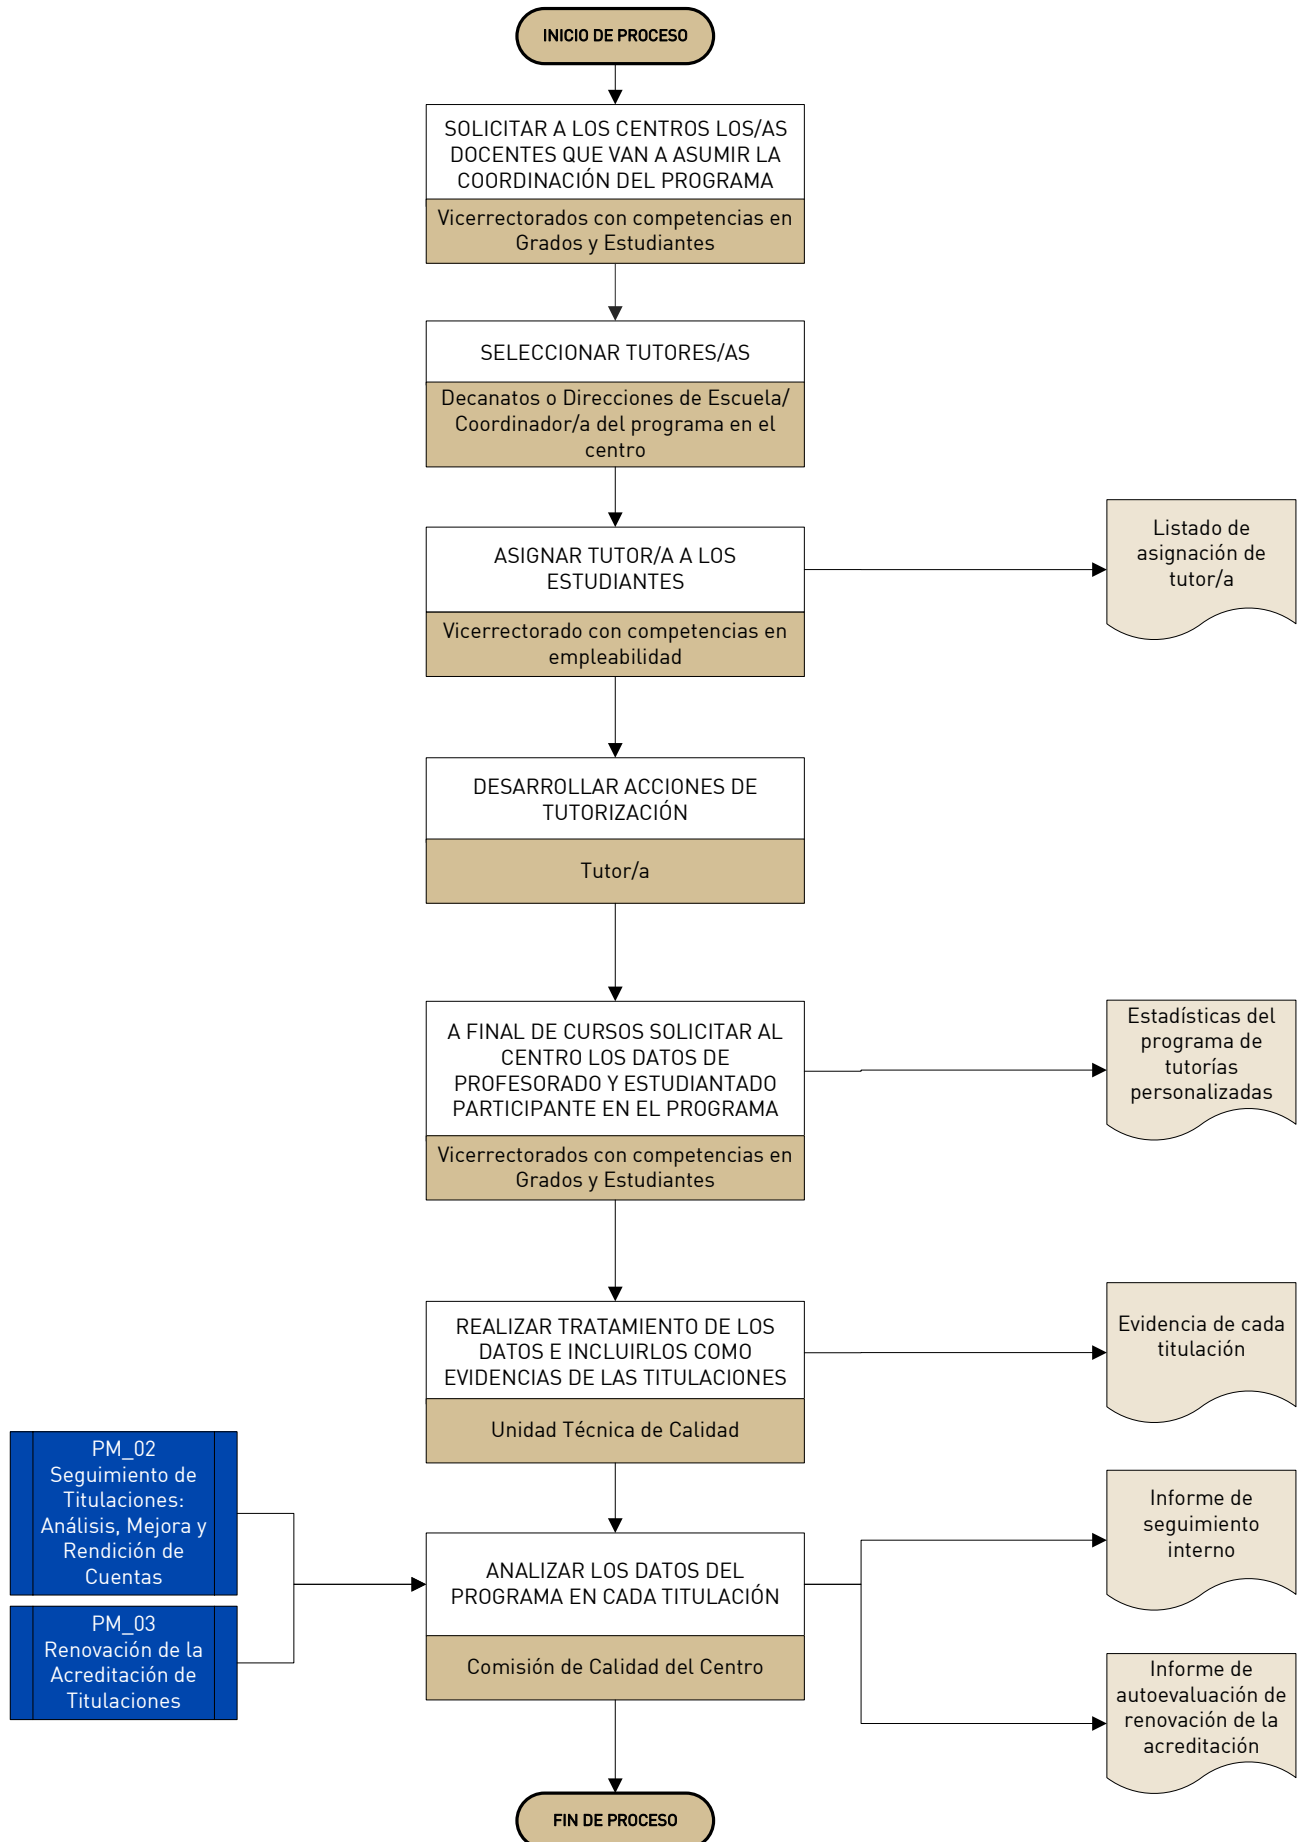 INICIO DE PROCESO
SOLICITAR A LOS CENTROS LOS/AS
DOCENTES QUE VAN A ASUMIR LA
COORDINACIÓN DEL PROGRAMA
Vicerrectorados con competencias en
Grados y Estudiantes
SELECCIONAR TUTORES/AS
Decanatos o Direcciones de Escuela/
Coordinador/a del programa en el
centro
ASIGNAR TUTOR/A A LOS
ESTUDIANTES
Vicerrectorado con competencias en
empleabilidad
Listado de
asignación de
tutor/a
DESARROLLAR ACCIONES DE
TUTORIZACIÓN
Tutor/a
A FINAL DE CURSOS SOLICITAR AL
CENTRO LOS DATOS DE
PROFESORADO Y ESTUDIANTADO
PARTICIPANTE EN EL PROGRAMA
Vicerrectorados con competencias en
Grados y Estudiantes
Estadísticas del
programa de
tutorías
personalizadas
REALIZAR TRATAMIENTO DE LOS
DATOS E INCLUIRLOS COMO
EVIDENCIAS DE LAS TITULACIONES
Unidad Técnica de Calidad
Evidencia de cada
titulación
PM_02
Seguimiento de
Titulaciones:
Análisis, Mejora y
Rendición de
Cuentas
PM_03
Renovación de la
Acreditación de
Titulaciones
ANALIZAR LOS DATOS DEL
PROGRAMA EN CADA TITULACIÓN
Comisión de Calidad del Centro
Informe de
seguimiento
interno
Informe de
autoevaluación de
renovación de la
acreditación
FIN DE PROCESO